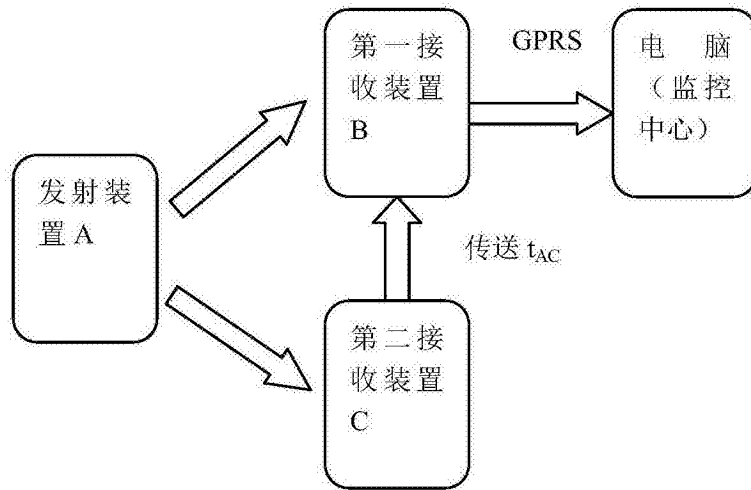 第一接
收装置
B
GPRS
电脑
（监控
中心）
发射装
置 A
传送 tAC
第二接
收装置
C